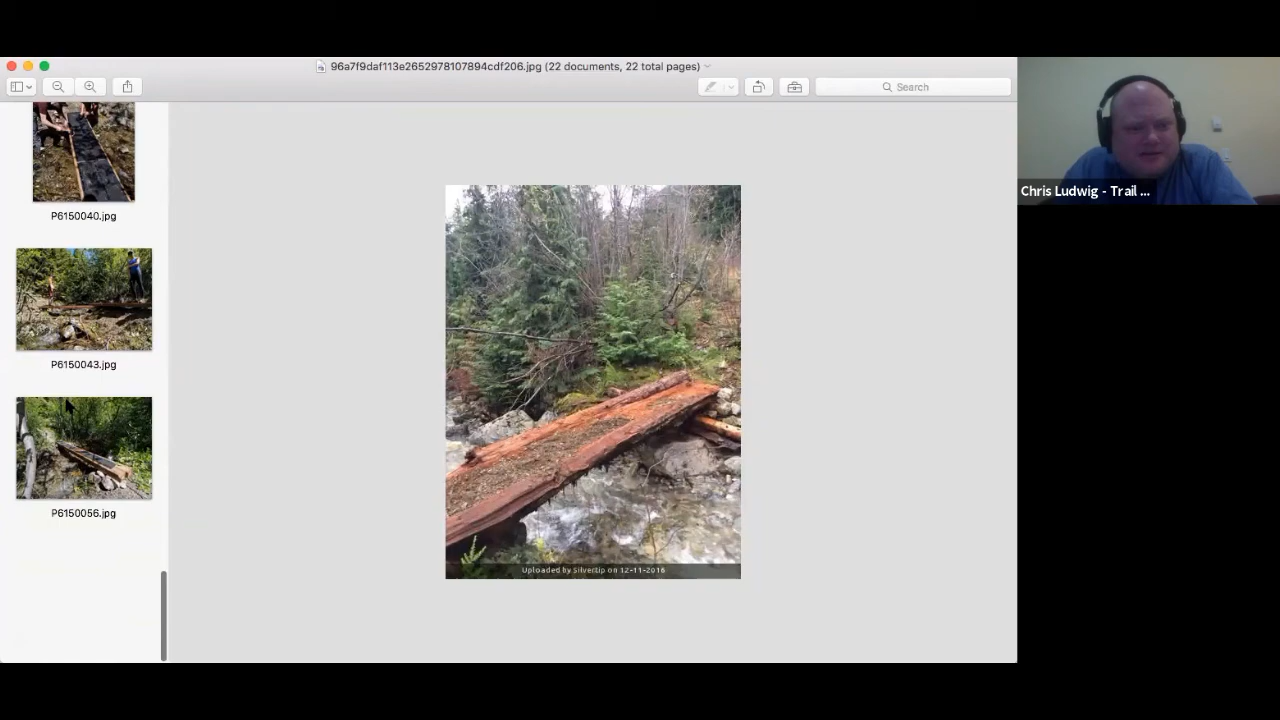 96a7f9daf113e2652978107894cdf206.jpg (22 documents, 22 total pages)
Search
P6150040.jpg
P6150043.jpg
P6150056.jpg
Uploaded by Silvertip on 12-11-2016
Chris Ludwig - Trail ...